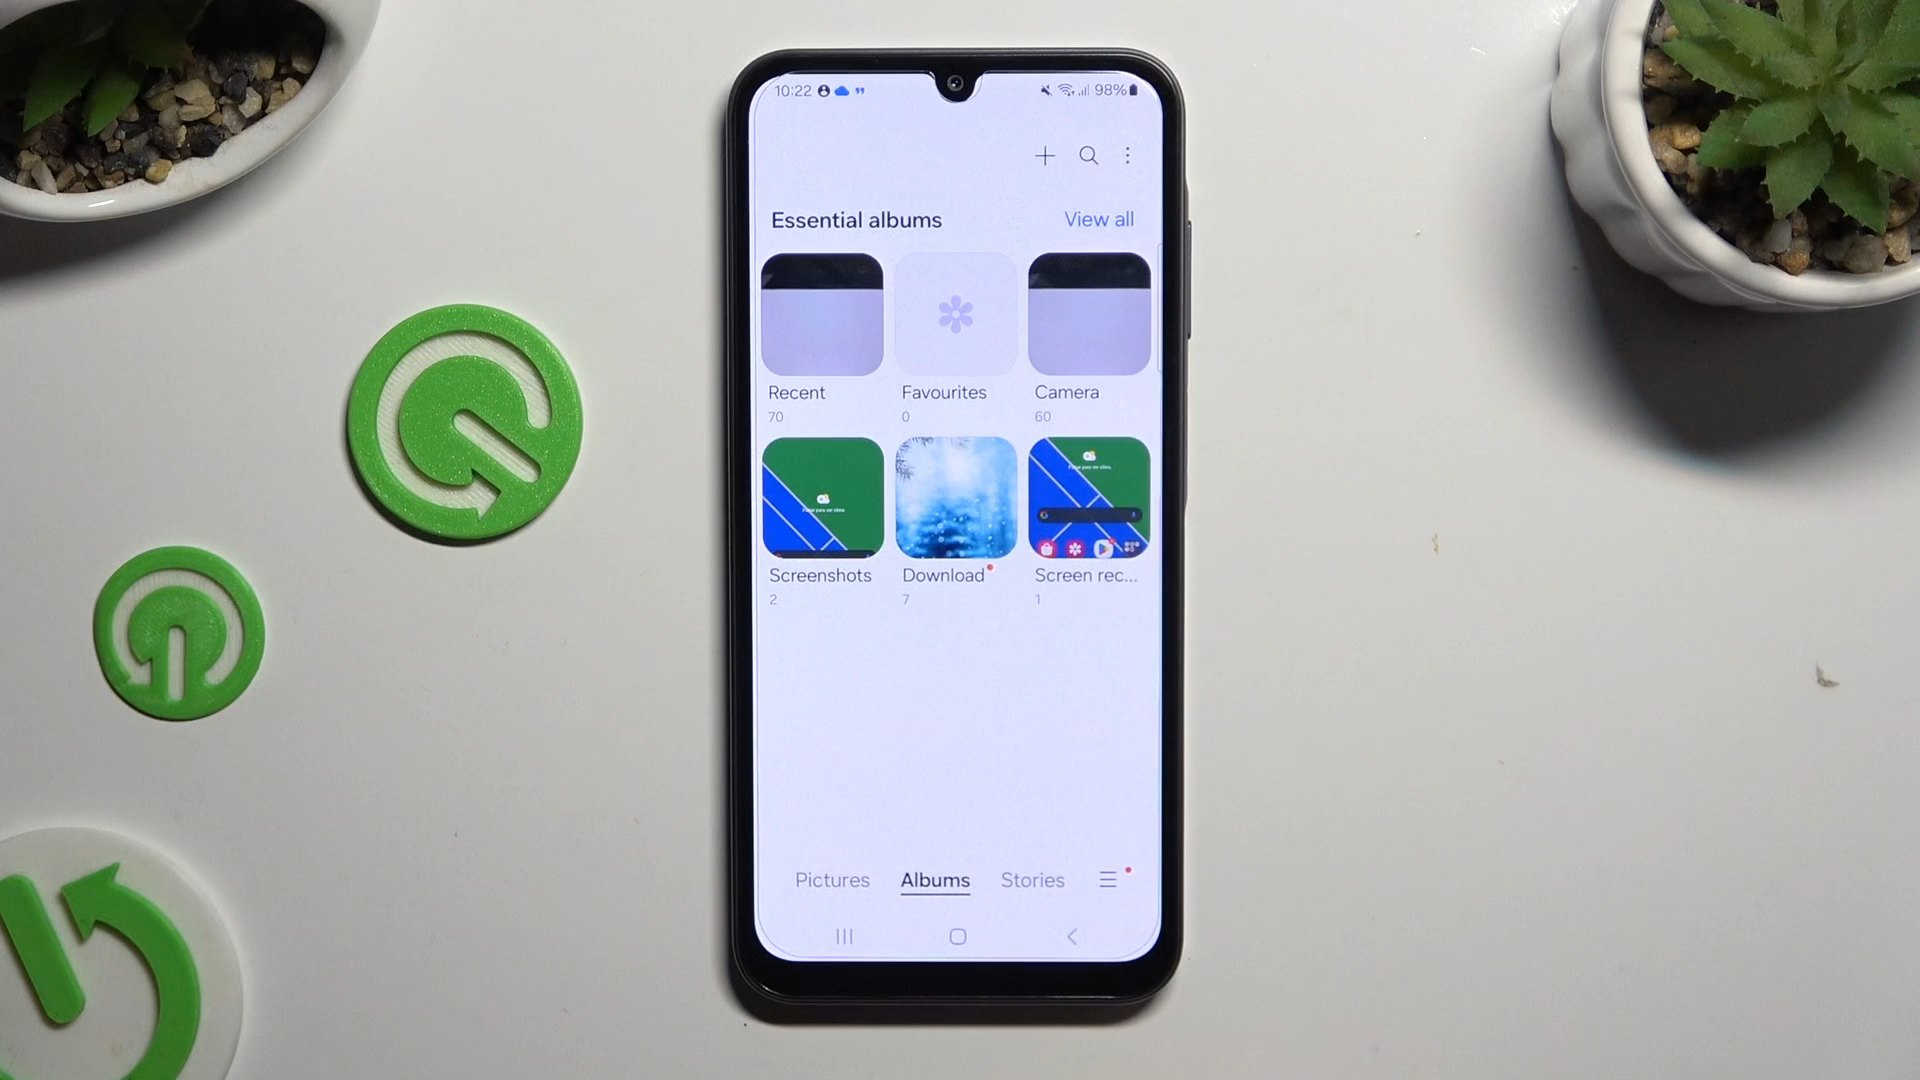 10:22 98%
Essential albums View all
Recent Favourites Camera
70 0 60
Screenshots Download Screen rec...
2 7 1
Pictures Albums Stories